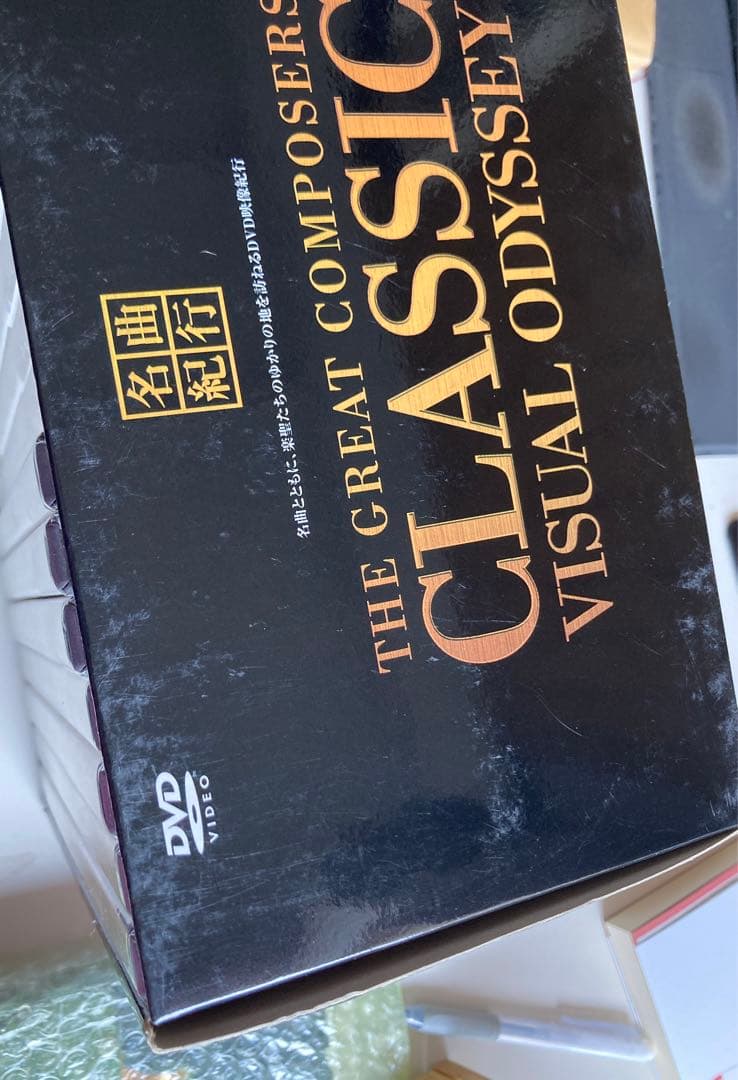 名曲
紀行
名曲とともに、楽聖たちのゆかりの地を訪ねるDVD映像紀行
THE GREAT COMPOSERS
CLASSIC
VISUAL ODYSSEY
DVD
VIDEO